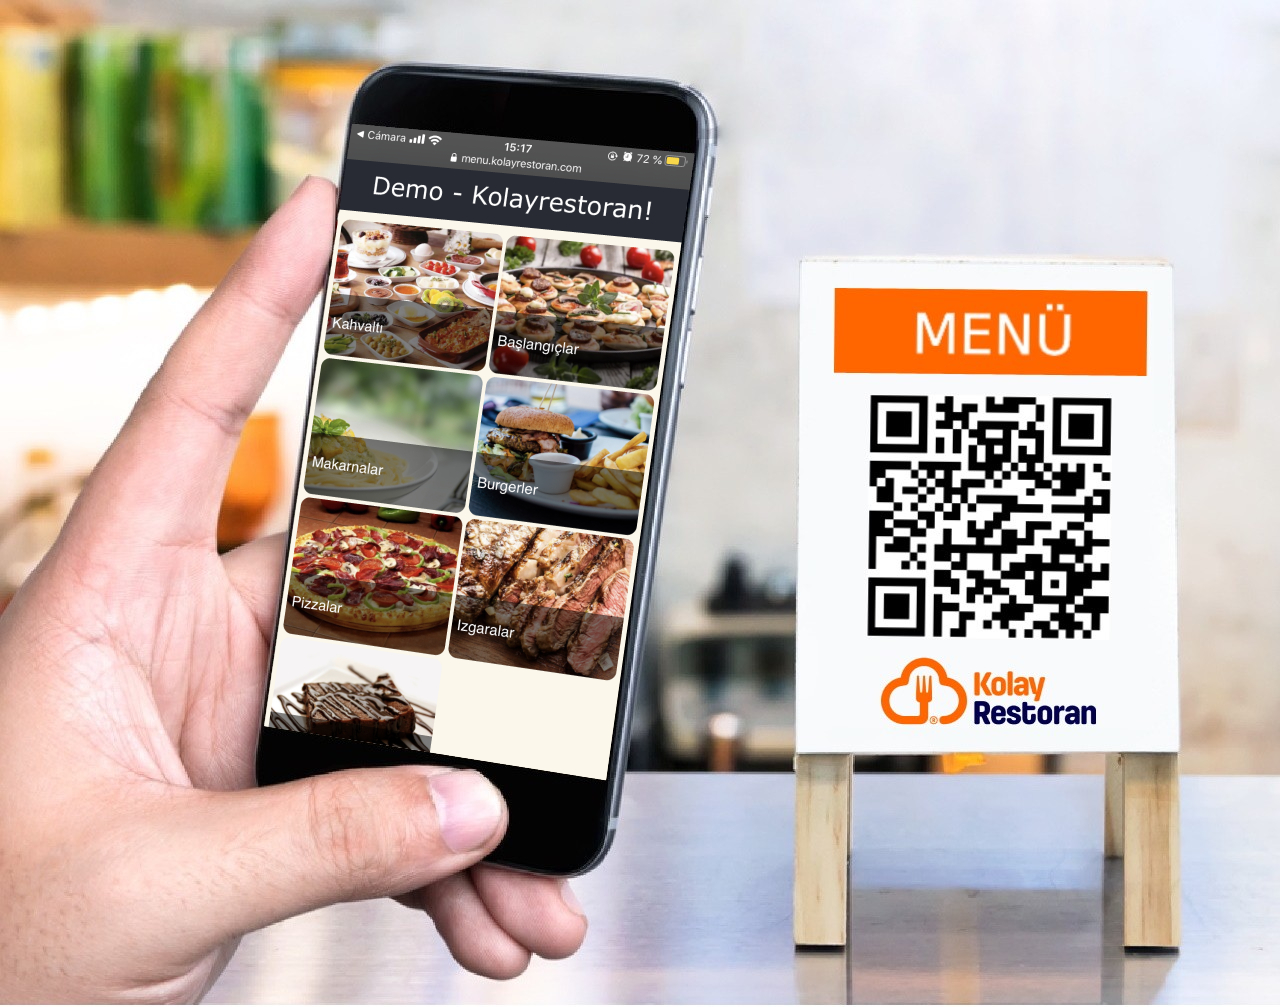 Cámara
15:17
72 %
menu.kolayrestoran.com
Demo - Kolayrestoran!
Kahvaltı
Başlangıçlar
Makarnalar
Burgerler
Pizzalar
Izgaralar
MENÜ
Kolay
Restoran
®